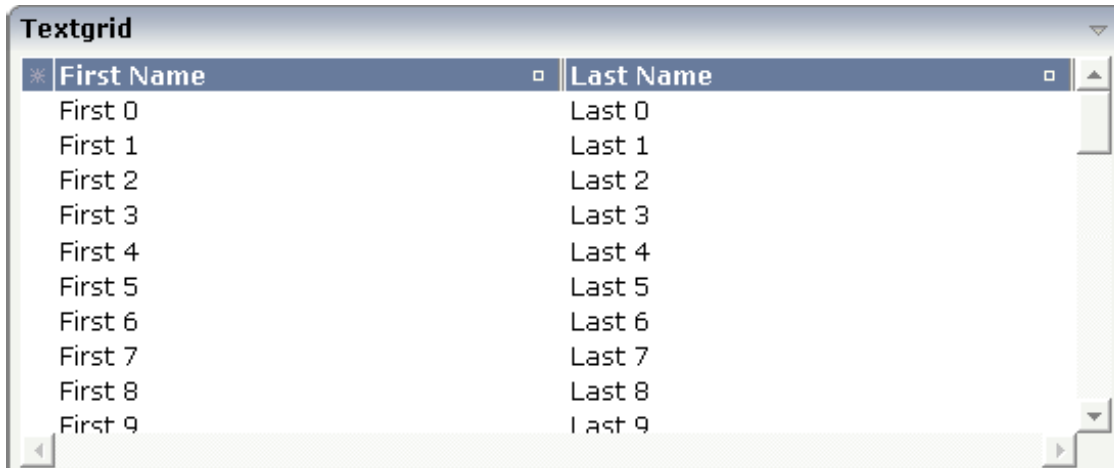 Textgrid
First Name Last Name
First 0 Last 0
First 1 Last 1
First 2 Last 2
First 3 Last 3
First 4 Last 4
First 5 Last 5
First 6 Last 6
First 7 Last 7
First 8 Last 8
First 9 Last 9